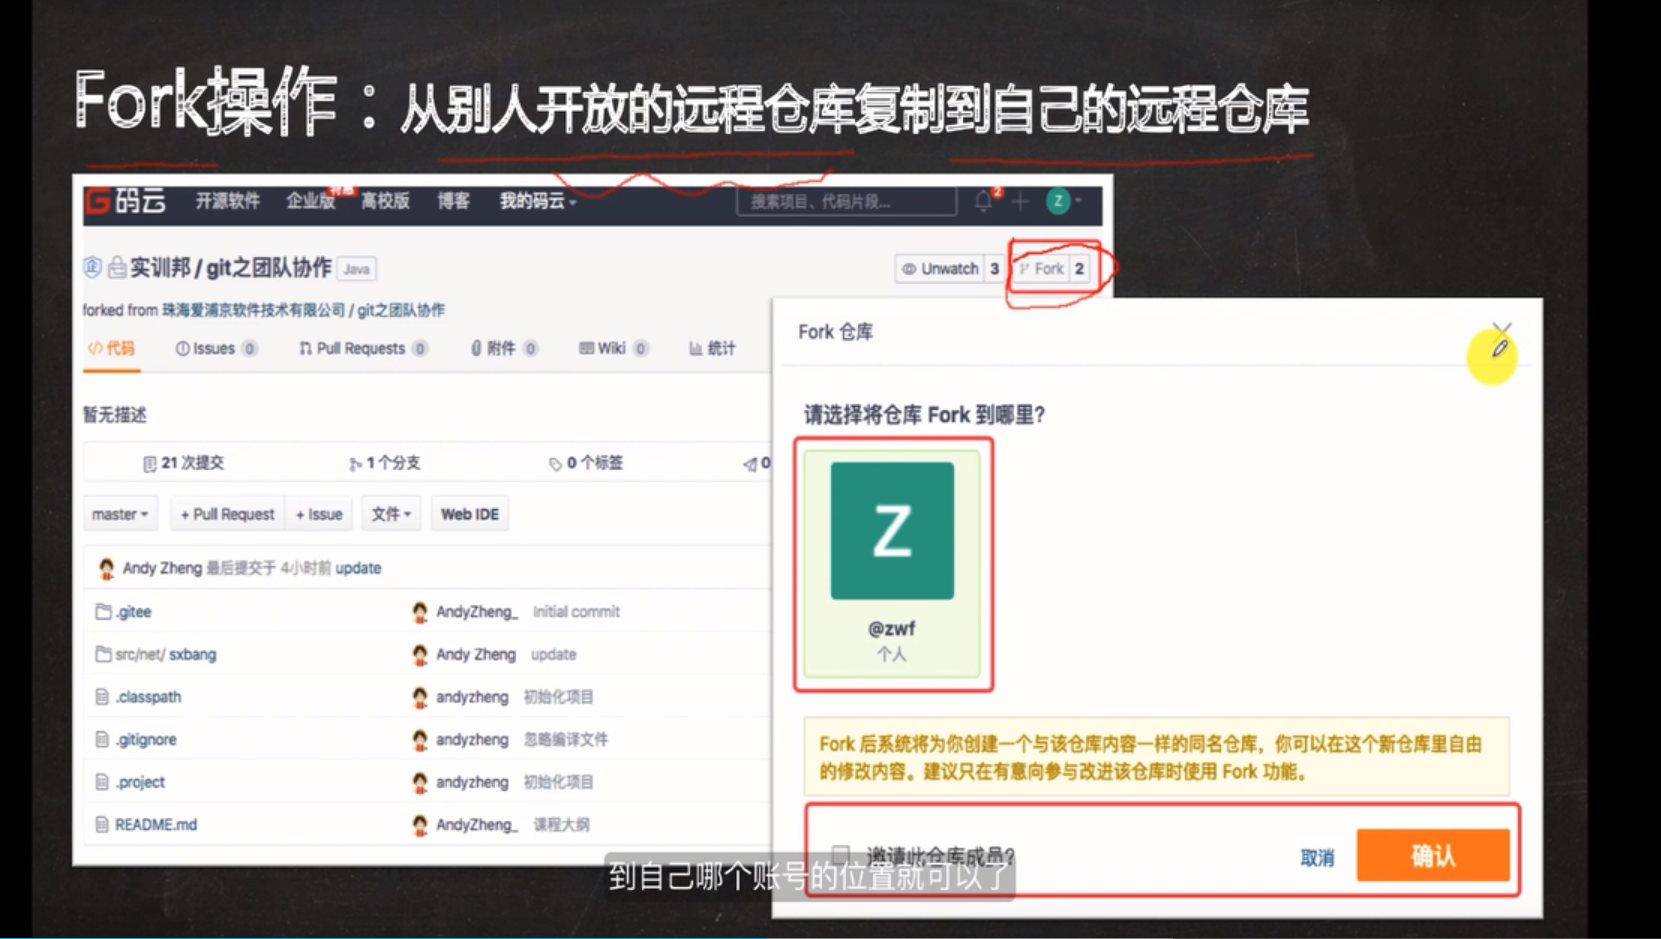 Fork操作：从别人开放的远程仓库复制到自己的远程仓库
G 码云 开源软件 企业版 特惠 高校版 博客 我的码云 搜索项目、代码片段... 2 Z
实训邦 / git之团队协作 Java Unwatch 3 Fork 2
forked from 珠海爱浦京软件技术有限公司 / git之团队协作
代码 Issues 0 Pull Requests 0 附件 0 Wiki 0 统计
暂无描述
21 次提交 1 个分支 0 个标签 0
master + Pull Request + Issue 文件 Web IDE
Andy Zheng 最后提交于 4小时前 update
.gitee AndyZheng_ Initial commit
src/net/ sxbang Andy Zheng update
.classpath andyzheng 初始化项目
.gitignore andyzheng 忽略编译文件
.project andyzheng 初始化项目
README.md AndyZheng_ 课程大纲
Fork 仓库
请选择将仓库 Fork 到哪里?
Z
@zwf
个人
Fork 后系统将为你创建一个与该仓库内容一样的同名仓库，你可以在这个新仓库里自由
的修改内容。建议只在有意向参与改进该仓库时使用 Fork 功能。
邀请此仓库成员?
取消 确认
到自己哪个账号的位置就可以了